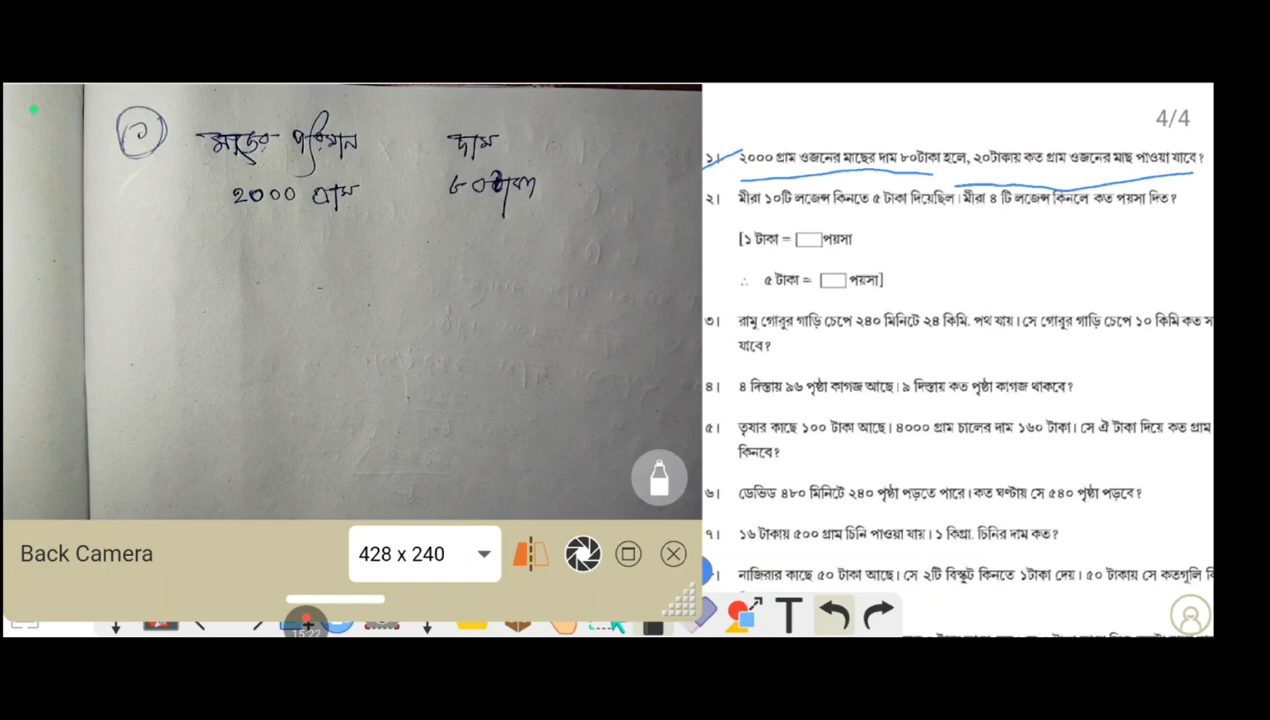 ১
মাছের পরিমান দাম
২০০০ গ্রাম ৮০টাকা
4/4
১। ২০০০ গ্রাম ওজনের মাছের দাম ৮০টাকা হলে, ২০টাকায় কত গ্রাম ওজনের মাছ পাওয়া যাবে?
২। মীরা ১০টি লজেন্স কিনতে ৫ টাকা দিয়েছিল। মীরা ৪ টি লজেন্স কিনলে কত পয়সা দিত?
[১ টাকা = পয়সা
∴ ৫ টাকা = পয়সা]
৩। রামু গোরুর গাড়ি চেপে ২৪০ মিনিটে ২৪ কিমি. পথ যায়। সে গোরুর গাড়ি চেপে ১০ কিমি কত স
যাবে?
৪। ৪ দিস্তায় ৯৬ পৃষ্ঠা কাগজ আছে। ৯ দিস্তায় কত পৃষ্ঠা কাগজ থাকবে?
৫। তৃষার কাছে ১০০ টাকা আছে। ৪০০০ গ্রাম চালের দাম ১৬০ টাকা। সে ঐ টাকা দিয়ে কত গ্রাম
কিনবে?
৬। ডেভিড ৪৮০ মিনিটে ২৪০ পৃষ্ঠা পড়তে পারে। কত ঘণ্টায় সে ৫৪০ পৃষ্ঠা পড়বে?
৭। ১৬ টাকায় ৫০০ গ্রাম চিনি পাওয়া যায়। ১ কিগ্রা. চিনির দাম কত?
নাজিরার কাছে ৫০ টাকা আছে। সে ২টি বিস্কুট কিনতে ১টাকা দেয়। ৫০ টাকায় সে কতগুলি বি
Back Camera
428 x 240
T
15:22